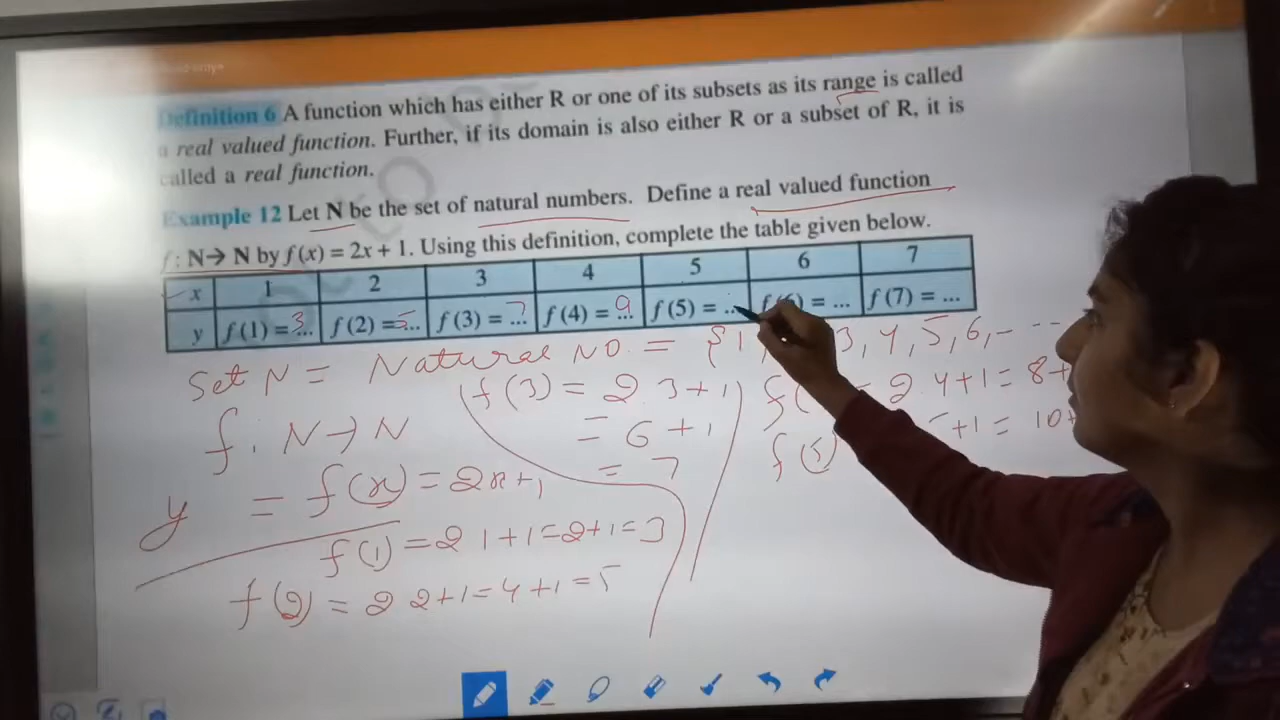 Definition 6 A function which has either R or one of its subsets as its range is called
a real valued function. Further, if its domain is also either R or a subset of R, it is
called a real function.
Example 12 Let N be the set of natural numbers. Define a real valued function
f : N→ N by f (x) = 2x + 1. Using this definition, complete the table given below.
x 1 2 3 4 5 6 7
y f (1) = 3... f (2) = 5... f (3) = 7... f (4) = 9... f (5) = ... f (6) = ... f (7) = ...
Set N = Natural NO. = {1, 3, 4, 5, 6, - ---
f(3) = 2 3+1 f( = 2 4+1 = 8+
f : N → N = 6 + 1 f(5) +1 = 10+
y = f(x) = 2x+1 = 7
f(1) = 2 1+1 = 2+1 = 3
f(2) = 2 2+1 = 4+1 = 5